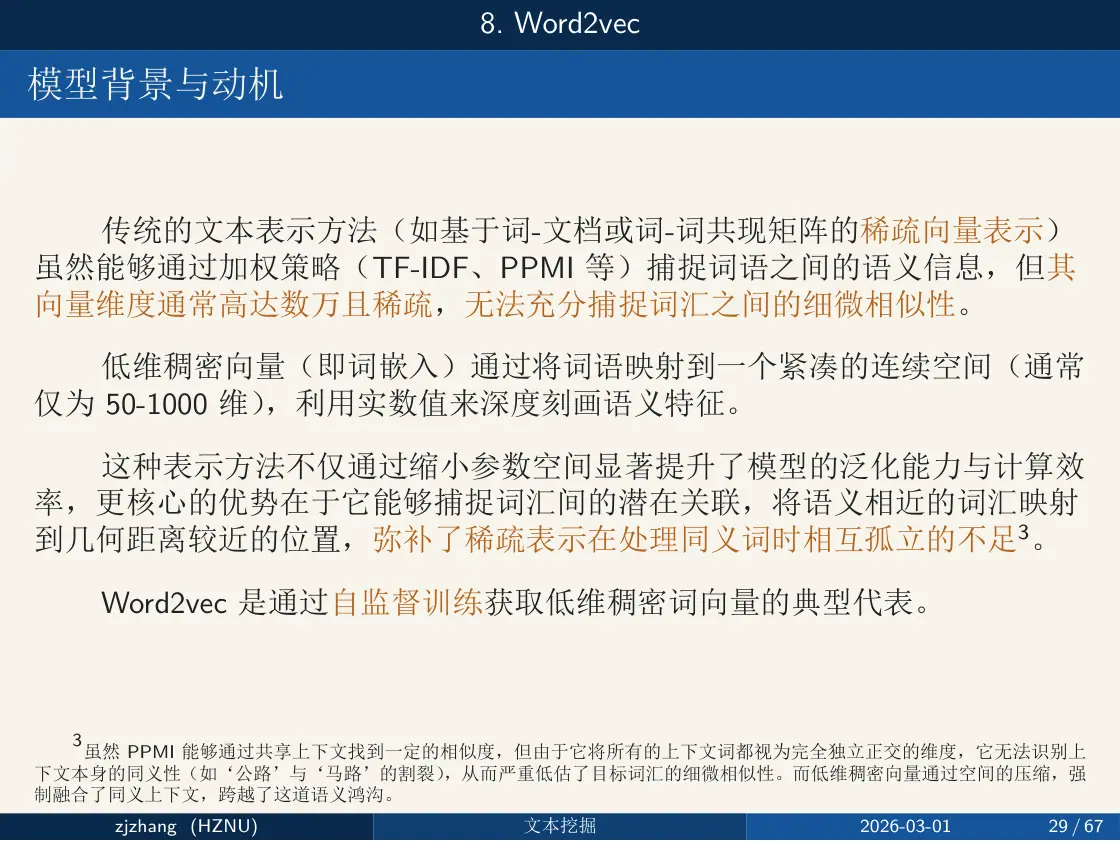 8. Word2vec
模型背景与动机
传统的文本表示方法（如基于词-文档或词-词共现矩阵的稀疏向量表示）
虽然能够通过加权策略（TF-IDF、PPMI 等）捕捉词语之间的语义信息，但其
向量维度通常高达数万且稀疏，无法充分捕捉词汇之间的细微相似性。
低维稠密向量（即词嵌入）通过将词语映射到一个紧凑的连续空间（通常
仅为 50-1000 维），利用实数值来深度刻画语义特征。
这种表示方法不仅通过缩小参数空间显著提升了模型的泛化能力与计算效
率，更核心的优势在于它能够捕捉词汇间的潜在关联，将语义相近的词汇映射
到几何距离较近的位置，弥补了稀疏表示在处理同义词时相互孤立的不足3。
Word2vec 是通过自监督训练获取低维稠密词向量的典型代表。
3虽然 PPMI 能够通过共享上下文找到一定的相似度，但由于它将所有的上下文词都视为完全独立正交的维度，它无法识别上
下文本身的同义性（如‘公路’与‘马路’的割裂），从而严重低估了目标词汇的细微相似性。而低维稠密向量通过空间的压缩，强
制融合了同义上下文，跨越了这道语义鸿沟。
zjzhang (HZNU) 文本挖掘 2026-03-01 29 / 67